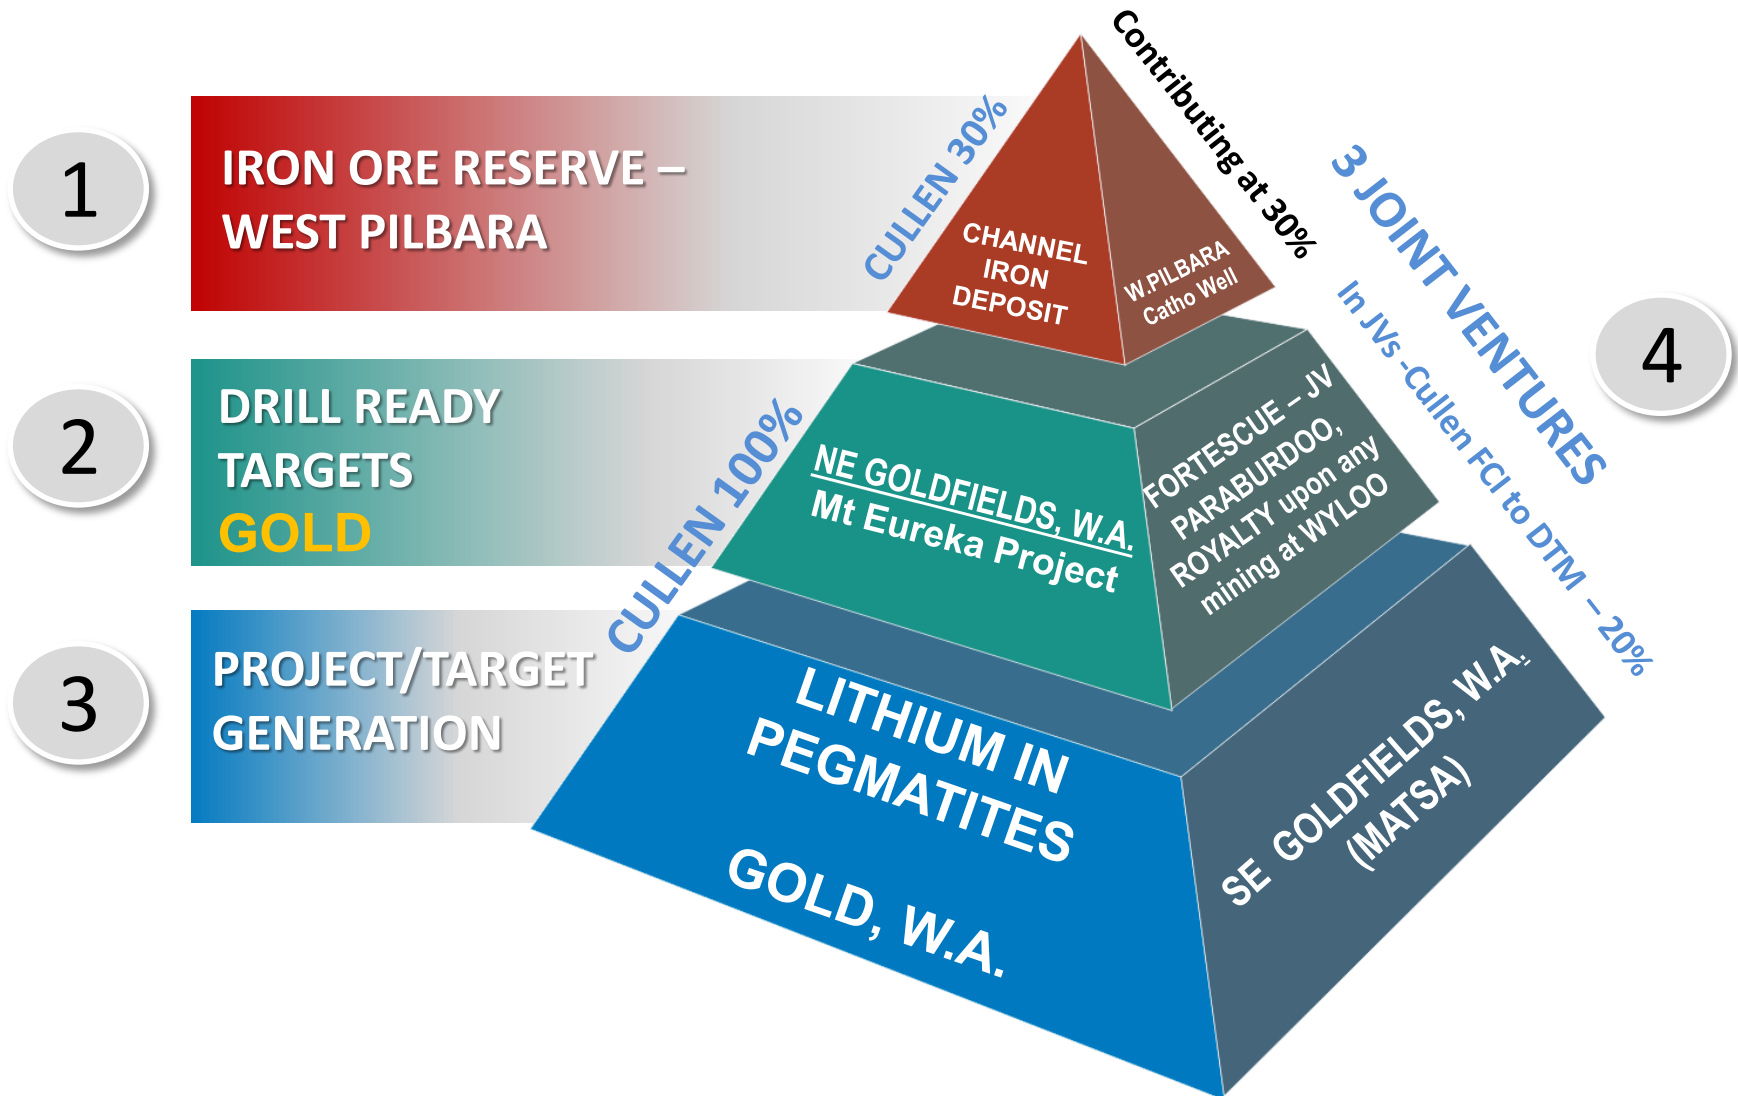 1
IRON ORE RESERVE –
WEST PILBARA
CULLEN 30%
CHANNEL
IRON
DEPOSIT
W.PILBARA
Catho Well
Contributing at 30%
2
DRILL READY
TARGETS
GOLD
CULLEN 100%
NE GOLDFIELDS, W.A.
Mt Eureka Project
FORTESCUE – JV
PARABURDOO,
ROYALTY upon any
mining at WYLOO
3
PROJECT/TARGET
GENERATION
LITHIUM IN
PEGMATITES
GOLD, W.A.
SE GOLDFIELDS, W.A.
(MATSA)
3 JOINT VENTURES
In JVs -Cullen FCI to DTM – 20%
4